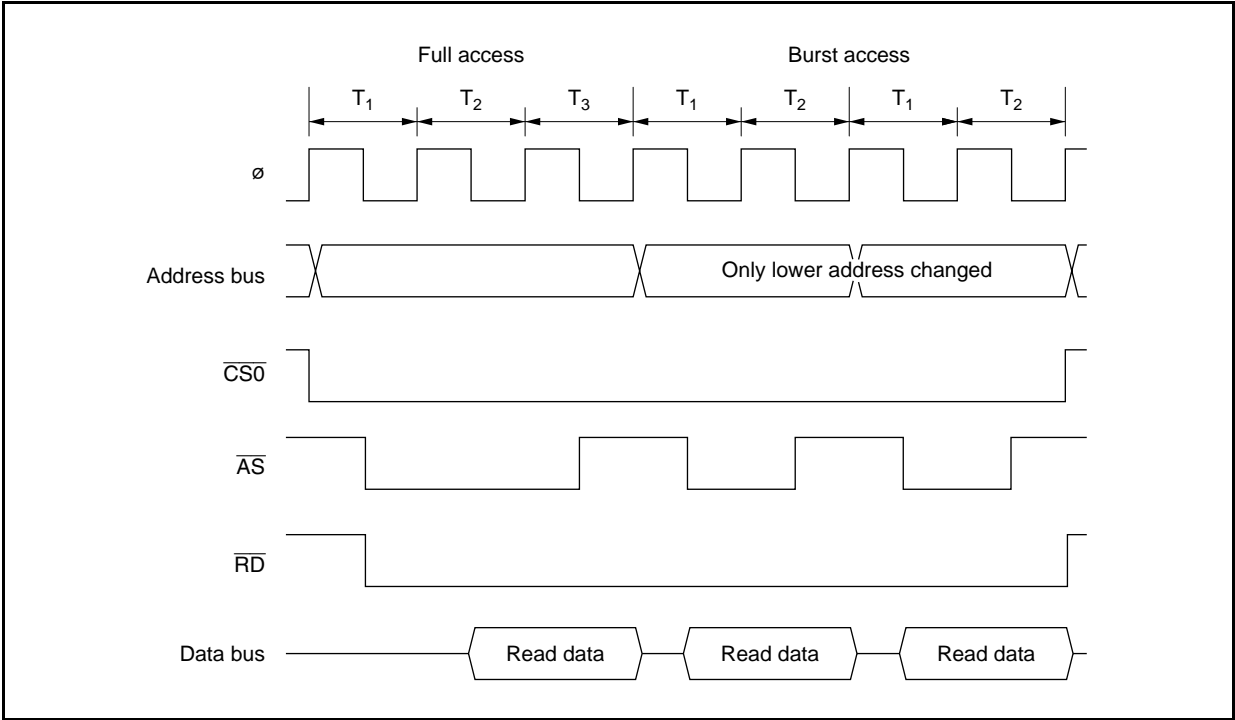 Full access Burst access
T1 T2 T3 T1 T2 T1 T2
ø
Address bus Only lower address changed
CS0
AS
RD
Data bus Read data Read data Read data